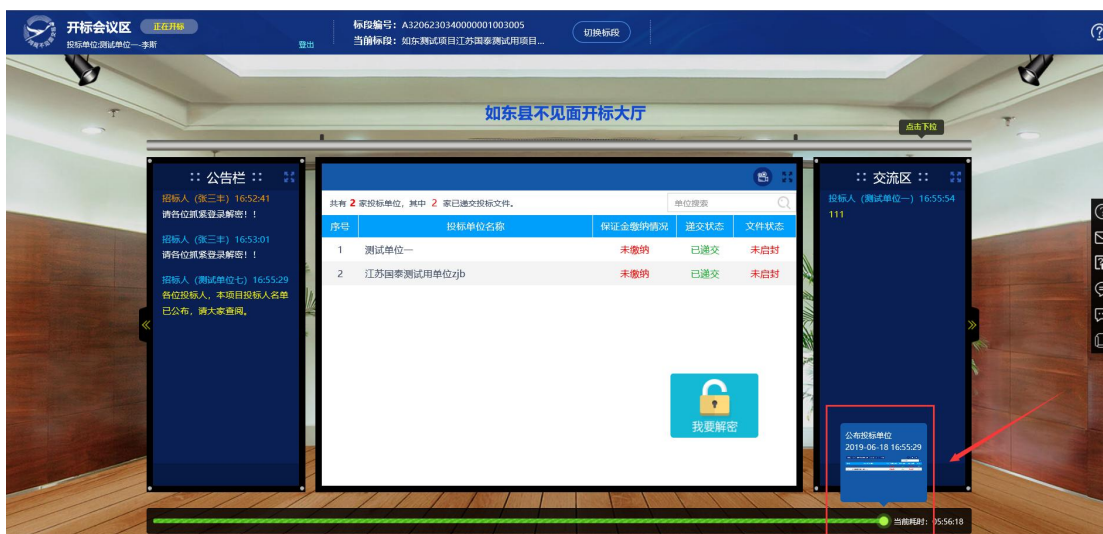 开标会议区 正在开标
投标单位:测试单位一-李斯 登出
标段编号: A3206230340000001003005
当前标段: 如东测试项目江苏国泰测试用项目...
切换标段
如东县不见面开标大厅
点击下拉
:: 公告栏 ::
招标人 (张三丰) 16:52:41
请各位抓紧登录解密！！
招标人 (张三丰) 16:53:01
请各位抓紧登录解密！！
招标人 (测试单位七) 16:55:29
各位投标人，本项目投标人名单
已公布，请大家查阅。
共有 2 家投标单位，其中 2 家已递交投标文件。 单位搜索
序号 投标单位名称 保证金缴纳情况 递交状态 文件状态
1 测试单位一 未缴纳 已递交 未启封
2 江苏国泰测试用单位zjb 未缴纳 已递交 未启封
我要解密
:: 交流区 ::
投标人 (测试单位一) 16:55:54
111
公布投标单位
2019-06-18 16:55:29
当前耗时: 05:56:18